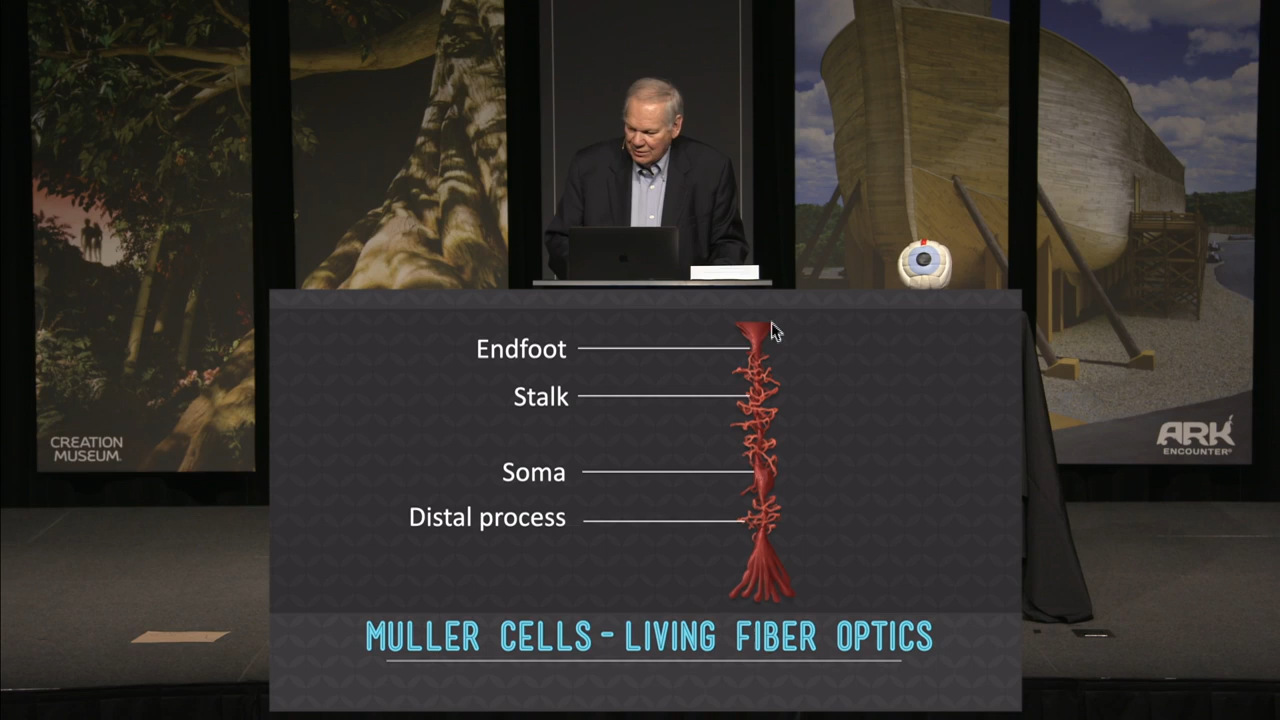 CREATION
MUSEUM
ARK
ENCOUNTER
Endfoot
Stalk
Soma
Distal process
MULLER CELLS - LIVING FIBER OPTICS